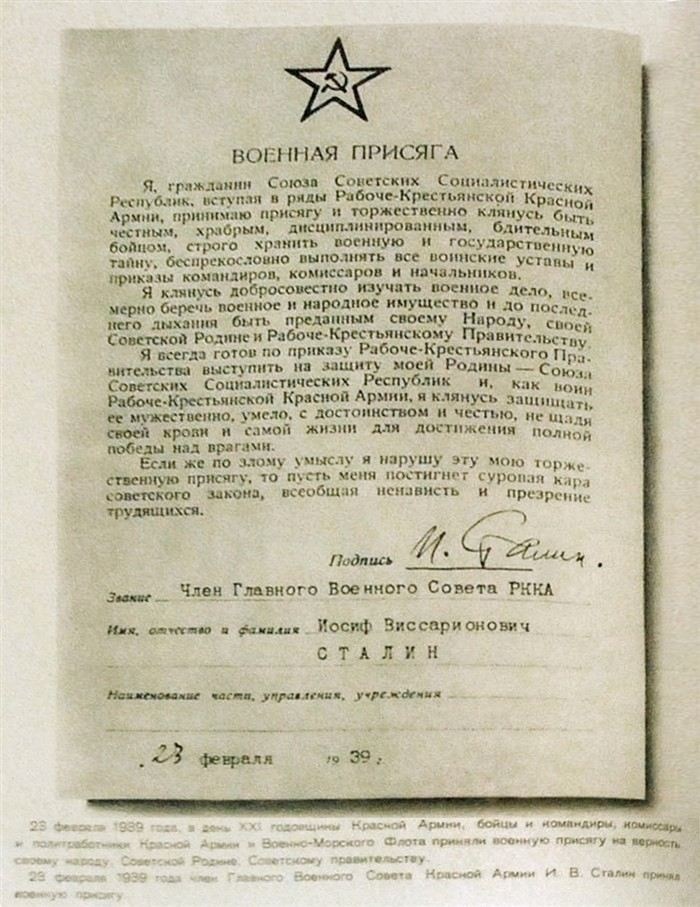 ВОЕННАЯ ПРИСЯГА
Я, гражданин Союза Советских Социалистических
Республик, вступая в ряды Рабоче-Крестьянской Красной
Армии, принимаю присягу и торжественно клянусь быть
честным, храбрым, дисциплинированным, бдительным
бойцом, строго хранить военную и государственную
тайну, беспрекословно выполнять все воинские уставы и
приказы командиров, комиссаров и начальников.
Я клянусь добросовестно изучать военное дело, все-
мерно беречь военное и народное имущество и до послед-
него дыхания быть преданным своему Народу, своей
Советской Родине и Рабоче-Крестьянскому Правительству.
Я всегда готов по приказу Рабоче-Крестьянского Пра-
вительства выступить на защиту моей Родины — Союза
Советских Социалистических Республик и, как воин
Рабоче-Крестьянской Красной Армии, я клянусь защищать
ее мужественно, умело, с достоинством и честью, не щадя
своей крови и самой жизни для достижения полной
победы над врагами.
Если же по злому умыслу я нарушу эту мою торже-
ственную присягу, то пусть меня постигнет суровая кара
советского закона, всеобщая ненависть и презрение
трудящихся.
Подпись И. Сталин.
Звание Член Главного Военного Совета РККА
Имя, отчество и фамилия Иосиф Виссарионович
СТАЛИН
Наименование части, управления, учреждения
23 февраля 1939 г.
23 февраля 1939 года, в день XXI годовщины Красной Армии, бойцы и командиры, комиссары
и политработники Красной Армии и Военно-Морского Флота приняли военную присягу на верность
своему народу, Советской Родине, Советскому правительству.
23 февраля 1939 года член Главного Военного Совета Красной Армии И. В. Сталин принял
военную присягу.